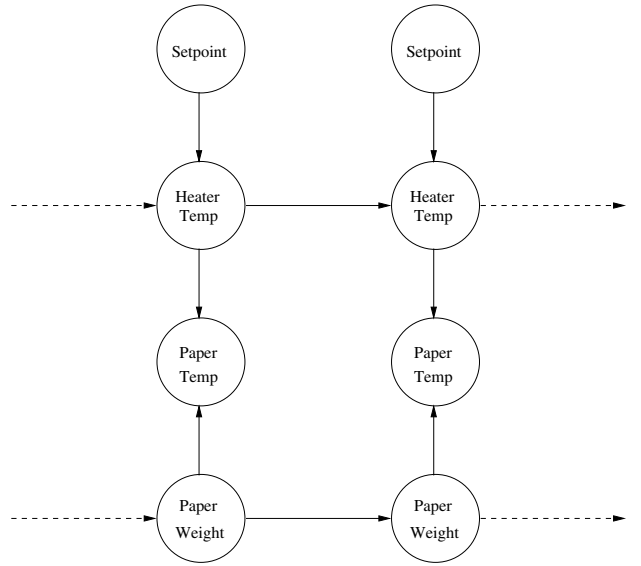 Setpoint
Setpoint
Heater
Temp
Heater
Temp
Paper
Temp
Paper
Temp
Paper
Weight
Paper
Weight